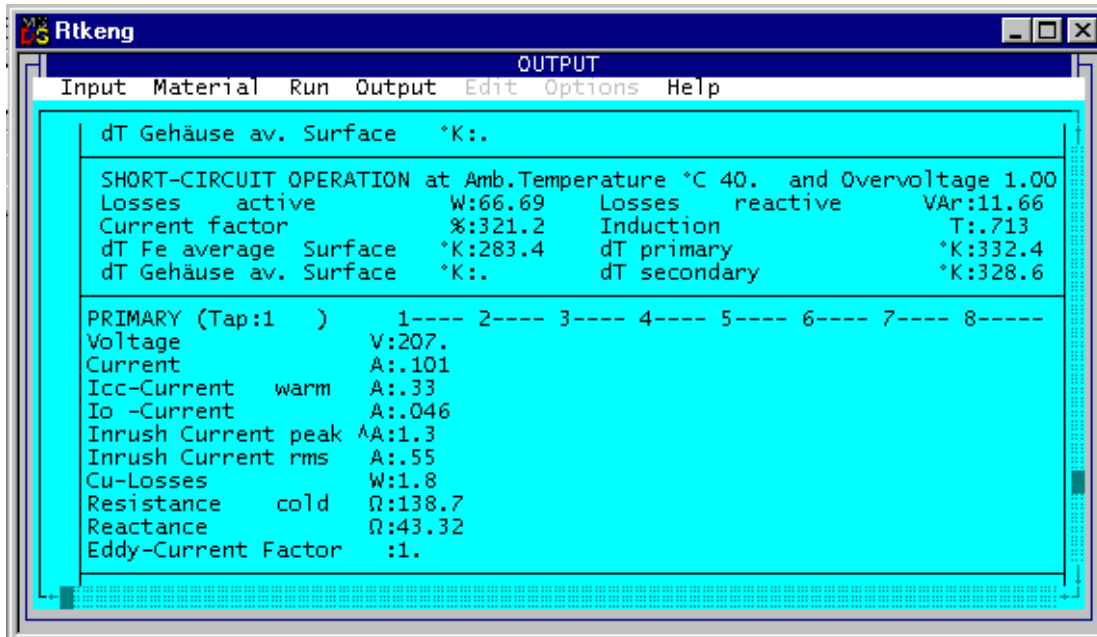 Rtkeng
OUTPUT
Input Material Run Output Edit Options Help
dT Gehäuse av. Surface °K:.
SHORT-CIRCUIT OPERATION at Amb.Temperature °C 40. and Overvoltage 1.00
Losses active W:66.69 Losses reactive VAr:11.66
Current factor %:321.2 Induction T:.713
dT Fe average Surface °K:283.4 dT primary °K:332.4
dT Gehäuse av. Surface °K:. dT secondary °K:328.6
PRIMARY (Tap:1 ) 1---- 2---- 3---- 4---- 5---- 6---- 7---- 8-----
Voltage V:207.
Current A:.101
Icc-Current warm A:.33
Io -Current A:.046
Inrush Current peak ^A:1.3
Inrush Current rms A:.55
Cu-Losses W:1.8
Resistance cold Ω:138.7
Reactance Ω:43.32
Eddy-Current Factor :1.